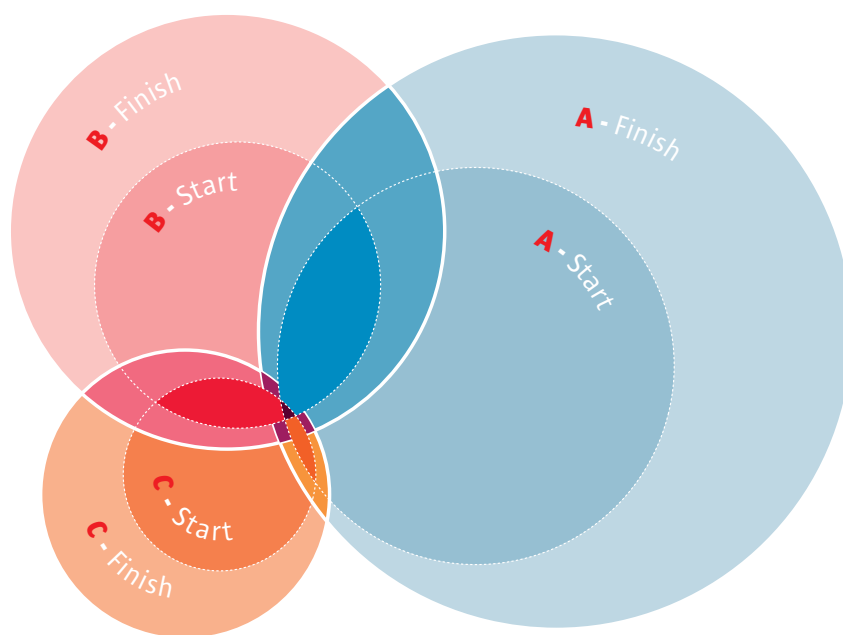 B - Finish
A - Finish
B - Start
A - Start
C - Start
C - Finish